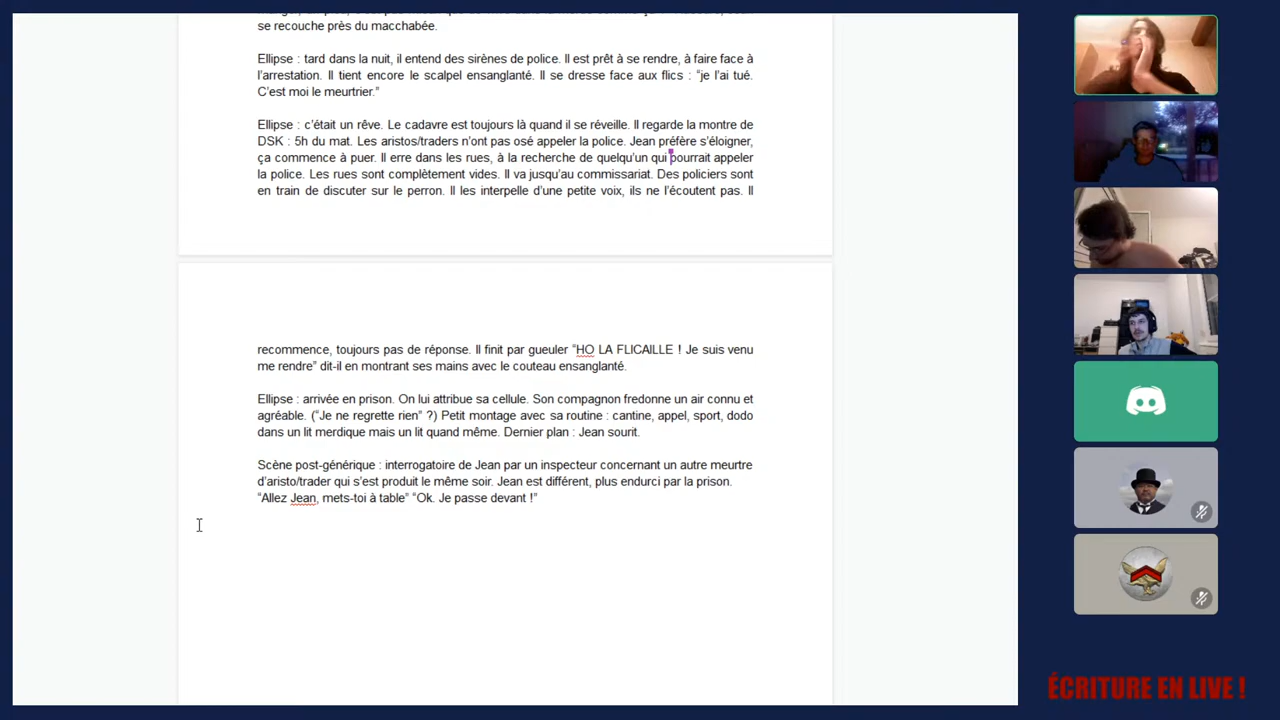 se recouche près du macchabée.
Ellipse : tard dans la nuit, il entend des sirènes de police. Il est prêt à se rendre, à faire face à
l'arrestation. Il tient encore le scalpel ensanglanté. Il se dresse face aux flics : “je l'ai tué.
C'est moi le meurtrier.”
Ellipse : c'était un rêve. Le cadavre est toujours là quand il se réveille. Il regarde la montre de
DSK : 5h du mat. Les aristos/traders n'ont pas osé appeler la police. Jean préfère s'éloigner,
ça commence à puer. Il erre dans les rues, à la recherche de quelqu'un qui pourrait appeler
la police. Les rues sont complètement vides. Il va jusqu'au commissariat. Des policiers sont
en train de discuter sur le perron. Il les interpelle d'une petite voix, ils ne l'écoutent pas. Il
recommence, toujours pas de réponse. Il finit par gueuler “HO LA FLICAILLE ! Je suis venu
me rendre” dit-il en montrant ses mains avec le couteau ensanglanté.
Ellipse : arrivée en prison. On lui attribue sa cellule. Son compagnon fredonne un air connu et
agréable. (“Je ne regrette rien” ?) Petit montage avec sa routine : cantine, appel, sport, dodo
dans un lit merdique mais un lit quand même. Dernier plan : Jean sourit.
Scène post-générique : interrogatoire de Jean par un inspecteur concernant un autre meurtre
d'aristo/trader qui s'est produit le même soir. Jean est différent, plus endurci par la prison.
“Allez Jean, mets-toi à table” “Ok. Je passe devant !”
ÉCRITURE EN LIVE !